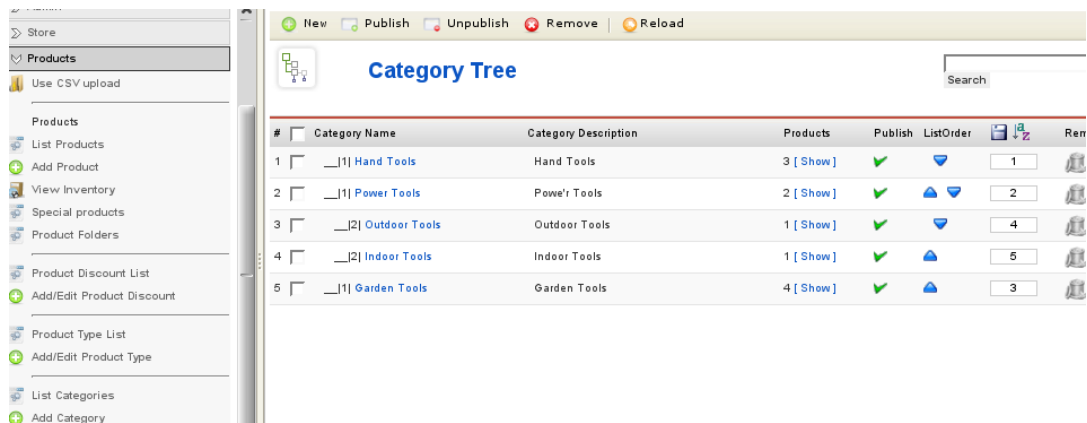 Store
Products
Use CSV upload
Products
List Products
Add Product
View Inventory
Special products
Product Folders
Product Discount List
Add/Edit Product Discount
Product Type List
Add/Edit Product Type
List Categories
Add Category
New Publish Unpublish Remove Reload
Category Tree
Search
# Category Name Category Description Products Publish ListOrder
1 __|1| Hand Tools Hand Tools 3 [ Show ] 1
2 __|1| Power Tools Powe'r Tools 2 [ Show ] 2
3 __|2| Outdoor Tools Outdoor Tools 1 [ Show ] 4
4 __|2| Indoor Tools Indoor Tools 1 [ Show ] 5
5 __|1| Garden Tools Garden Tools 4 [ Show ] 3